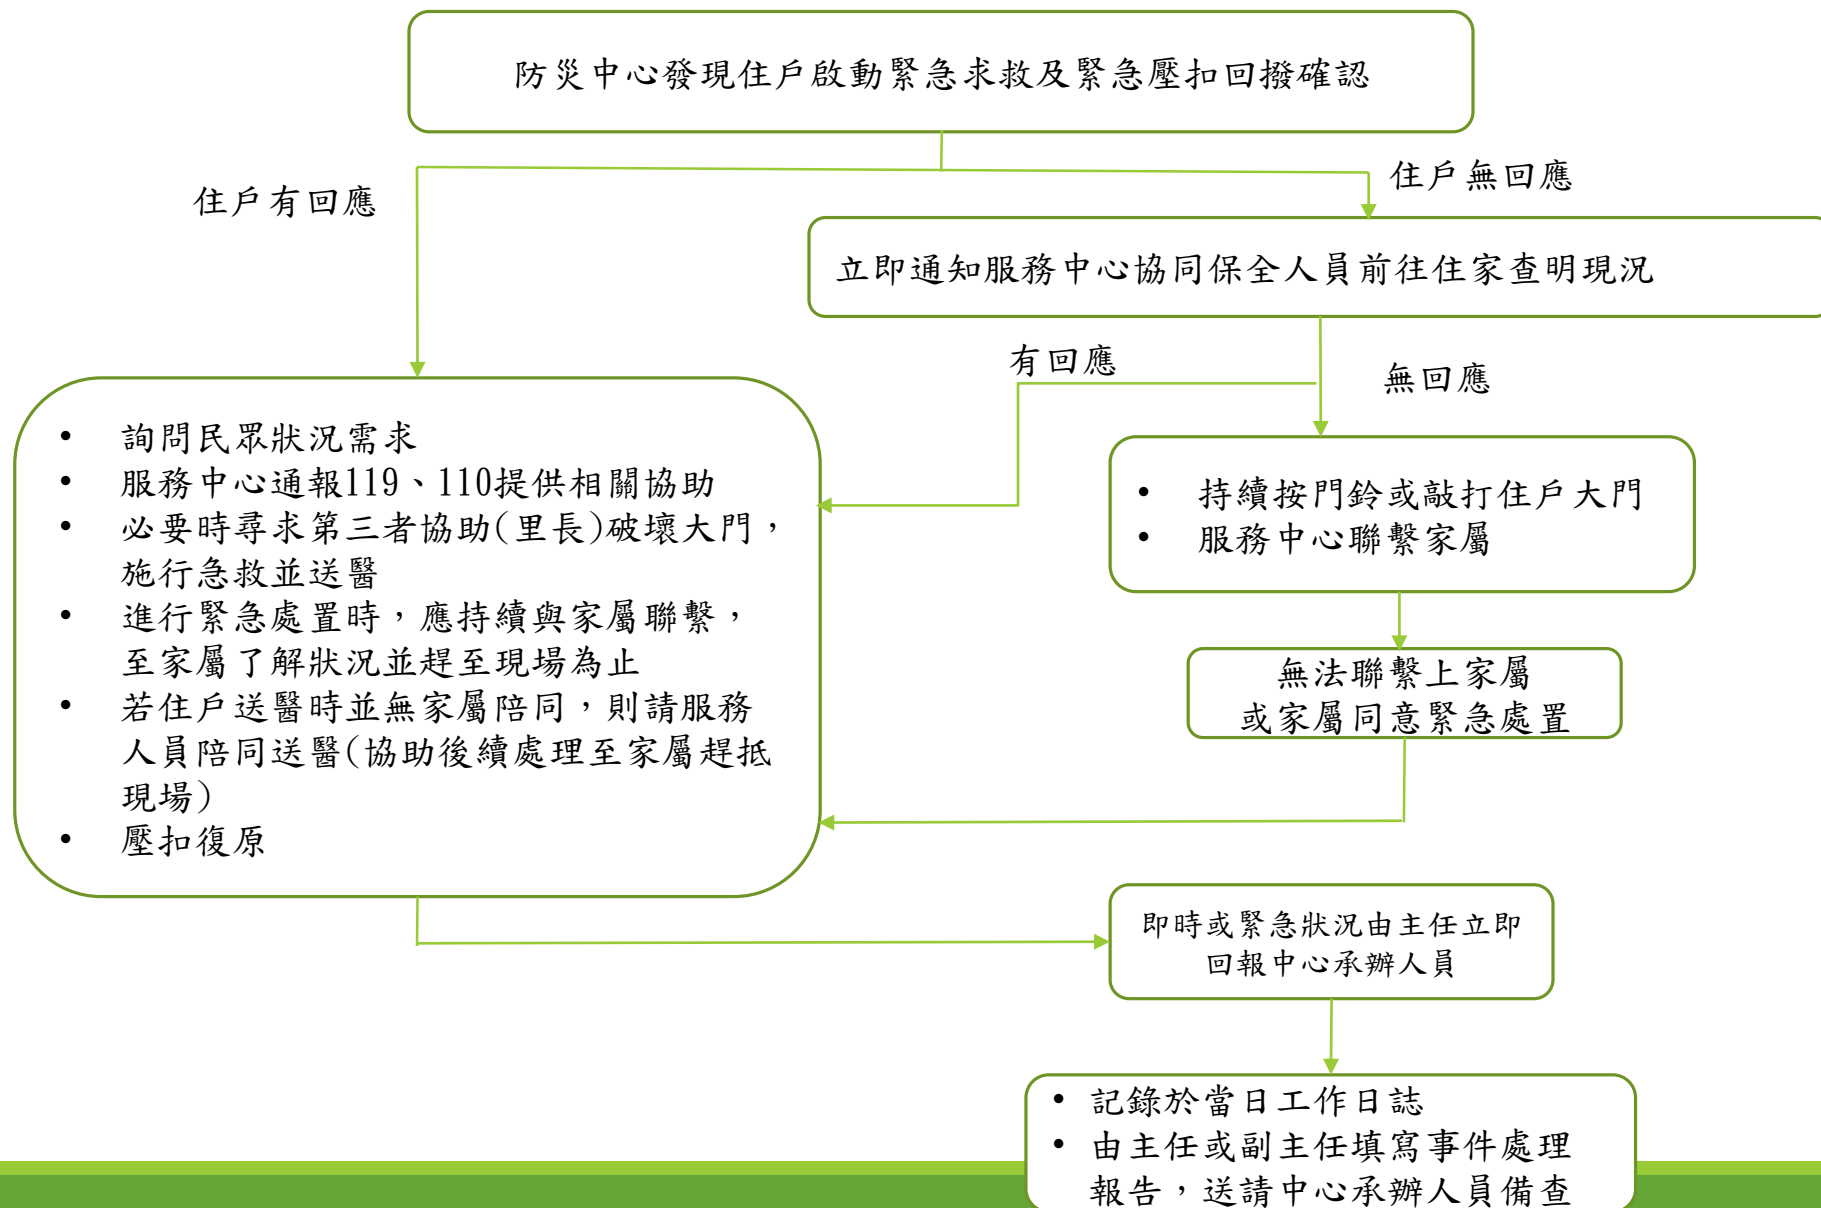 防災中心發現住戶啟動緊急求救及緊急壓扣回撥確認
住戶有回應
住戶無回應
立即通知服務中心協同保全人員前往住家查明現況
有回應
無回應
• 詢問民眾狀況需求
• 服務中心通報119、110提供相關協助
• 必要時尋求第三者協助(里長)破壞大門，
施行急救並送醫
• 進行緊急處置時，應持續與家屬聯繫，
至家屬了解狀況並趕至現場為止
• 若住戶送醫時並無家屬陪同，則請服務
人員陪同送醫(協助後續處理至家屬趕抵
現場)
• 壓扣復原
• 持續按門鈴或敲打住戶大門
• 服務中心聯繫家屬
無法聯繫上家屬
或家屬同意緊急處置
即時或緊急狀況由主任立即
回報中心承辦人員
• 記錄於當日工作日誌
• 由主任或副主任填寫事件處理
報告，送請中心承辦人員備查